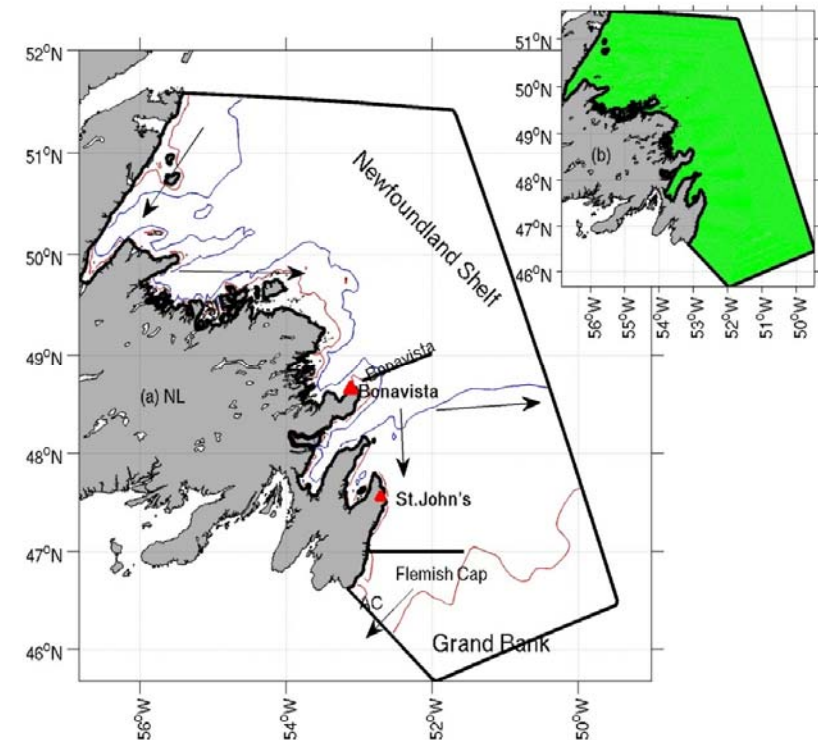 52°N
51°N
50°N
49°N
48°N
47°N
46°N
56°W
54°W
52°W
50°W
Newfoundland Shelf
(a) NL
Bonavista
Bonavista
St.John's
Flemish Cap
AC
Grand Bank
51°N
50°N
49°N
48°N
47°N
46°N
(b)
56°W
55°W
54°W
53°W
52°W
51°W
50°W